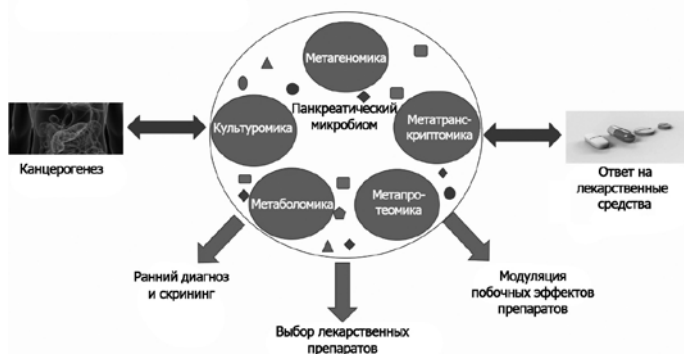 Метагеномика
Панкреатический
микробиом
Культуромика
Метатранс-
криптомика
Метаболомика
Метапро-
теомика
Канцерогенез
Ответ на
лекарственные
средства
Ранний диагноз
и скрининг
Выбор лекарственных
препаратов
Модуляция
побочных эффектов
препаратов